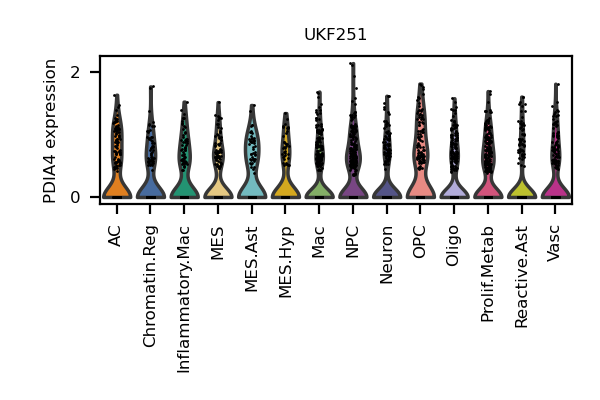 UKF251
PDIA4 expression
2
0
AC
Chromatin.Reg
Inflammatory.Mac
MES
MES.Ast
MES.Hyp
Mac
NPC
Neuron
OPC
Oligo
Prolif.Metab
Reactive.Ast
Vasc